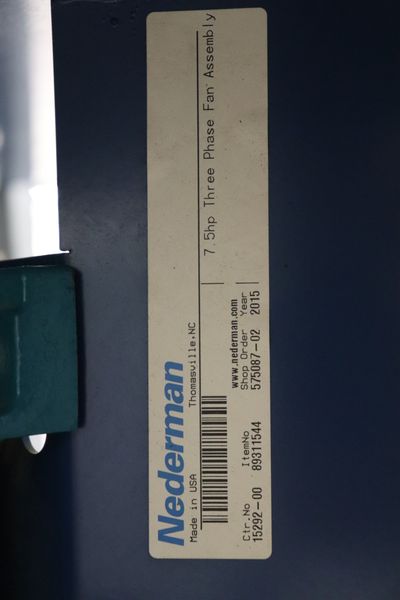 Nederman
Made in USA Thomasville,NC
7.5hp Three Phase Fan Assembly
www.nederman.com
Ctr.No ItemNo Shop Order Year
15292-00 89311544 575087-02 2015